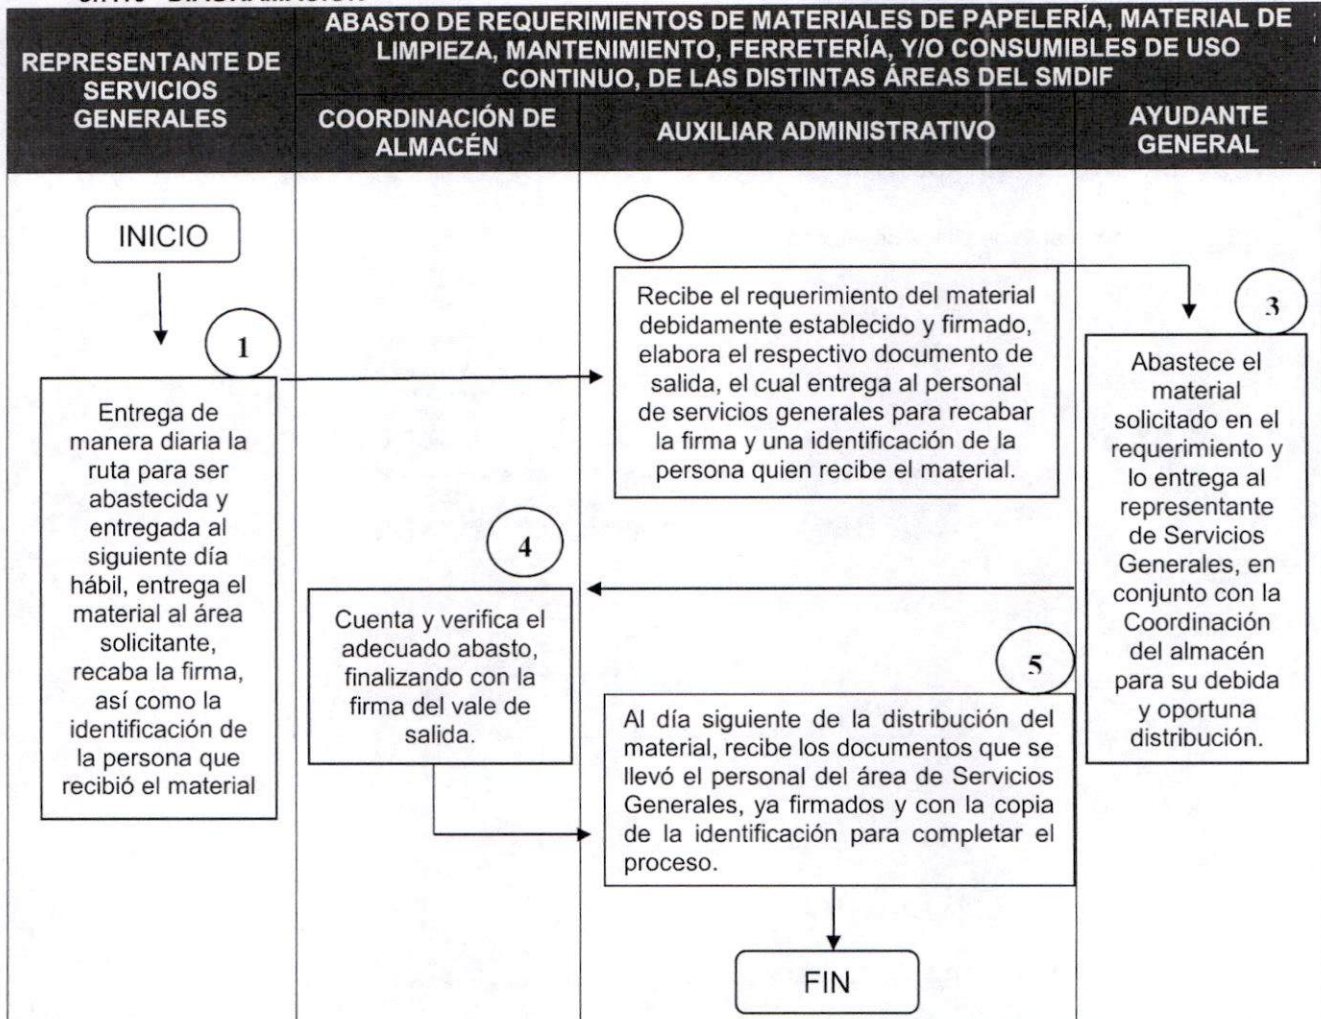 REPRESENTANTE DE
SERVICIOS
GENERALES
ABASTO DE REQUERIMIENTOS DE MATERIALES DE PAPELERÍA, MATERIAL DE
LIMPIEZA, MANTENIMIENTO, FERRETERÍA, Y/O CONSUMIBLES DE USO
CONTINUO, DE LAS DISTINTAS ÁREAS DEL SMDIF
COORDINACIÓN DE
ALMACÉN
AUXILIAR ADMINISTRATIVO
AYUDANTE
GENERAL
INICIO
1
Entrega de
manera diaria la
ruta para ser
abastecida y
entregada al
siguiente día
hábil, entrega el
material al área
solicitante,
recaba la firma,
así como la
identificación de
la persona que
recibió el material
Recibe el requerimiento del material
debidamente establecido y firmado,
elabora el respectivo documento de
salida, el cual entrega al personal
de servicios generales para recabar
la firma y una identificación de la
persona quien recibe el material.
3
Abastece el
material
solicitado en el
requerimiento y
lo entrega al
representante
de Servicios
Generales, en
conjunto con la
Coordinación
del almacén
para su debida
y oportuna
distribución.
4
Cuenta y verifica el
adecuado abasto,
finalizando con la
firma del vale de
salida.
5
Al día siguiente de la distribución del
material, recibe los documentos que se
llevó el personal del área de Servicios
Generales, ya firmados y con la copia
de la identificación para completar el
proceso.
FIN